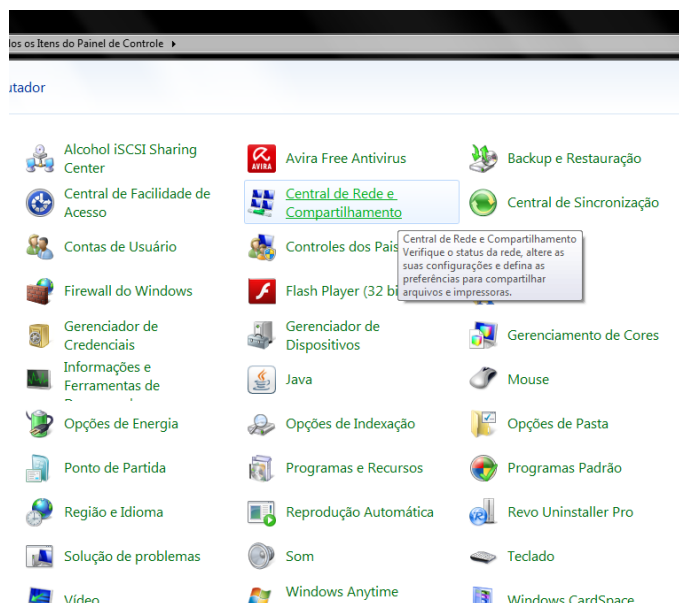 los os Itens do Painel de Controle
utador
Alcohol iSCSI Sharing
Center
AVIRA
Avira Free Antivirus
Backup e Restauração
Central de Facilidade de
Acesso
Central de Rede e
Compartilhamento
Central de Sincronização
Contas de Usuário
Controles dos Pais
Central de Rede e Compartilhamento
Verifique o status da rede, altere as
suas configurações e defina as
preferências para compartilhar
arquivos e impressoras.
Firewall do Windows
Flash Player (32 bi
Gerenciador de
Credenciais
Gerenciador de
Dispositivos
Gerenciamento de Cores
Informações e
Ferramentas de
Java
Mouse
Opções de Energia
Opções de Indexação
Opções de Pasta
Ponto de Partida
Programas e Recursos
Programas Padrão
Região e Idioma
Reprodução Automática
Revo Uninstaller Pro
Solução de problemas
Som
Teclado
Vídeo
Windows Anytime
Windows CardSpace